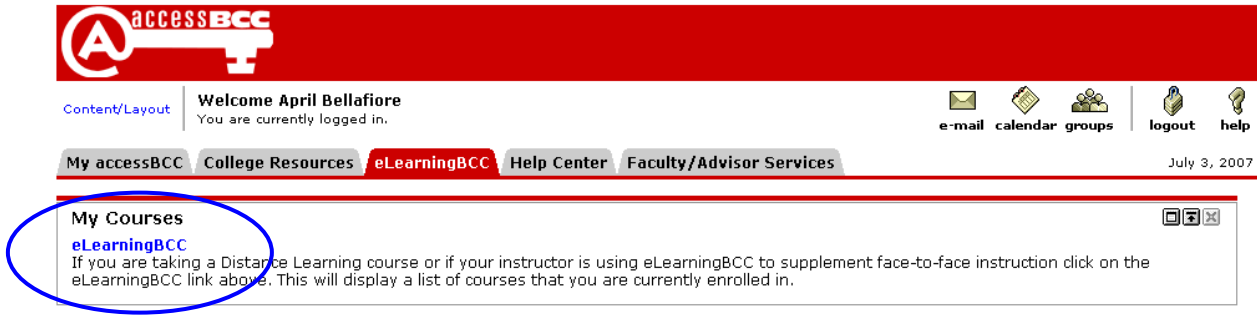 accessBCC
Content/Layout
Welcome April Bellafiore
You are currently logged in.
e-mail calendar groups logout help
My accessBCC College Resources eLearningBCC Help Center Faculty/Advisor Services July 3, 2007
My Courses
eLearningBCC
If you are taking a Distance Learning course or if your instructor is using eLearningBCC to supplement face-to-face instruction click on the
eLearningBCC link above. This will display a list of courses that you are currently enrolled in.